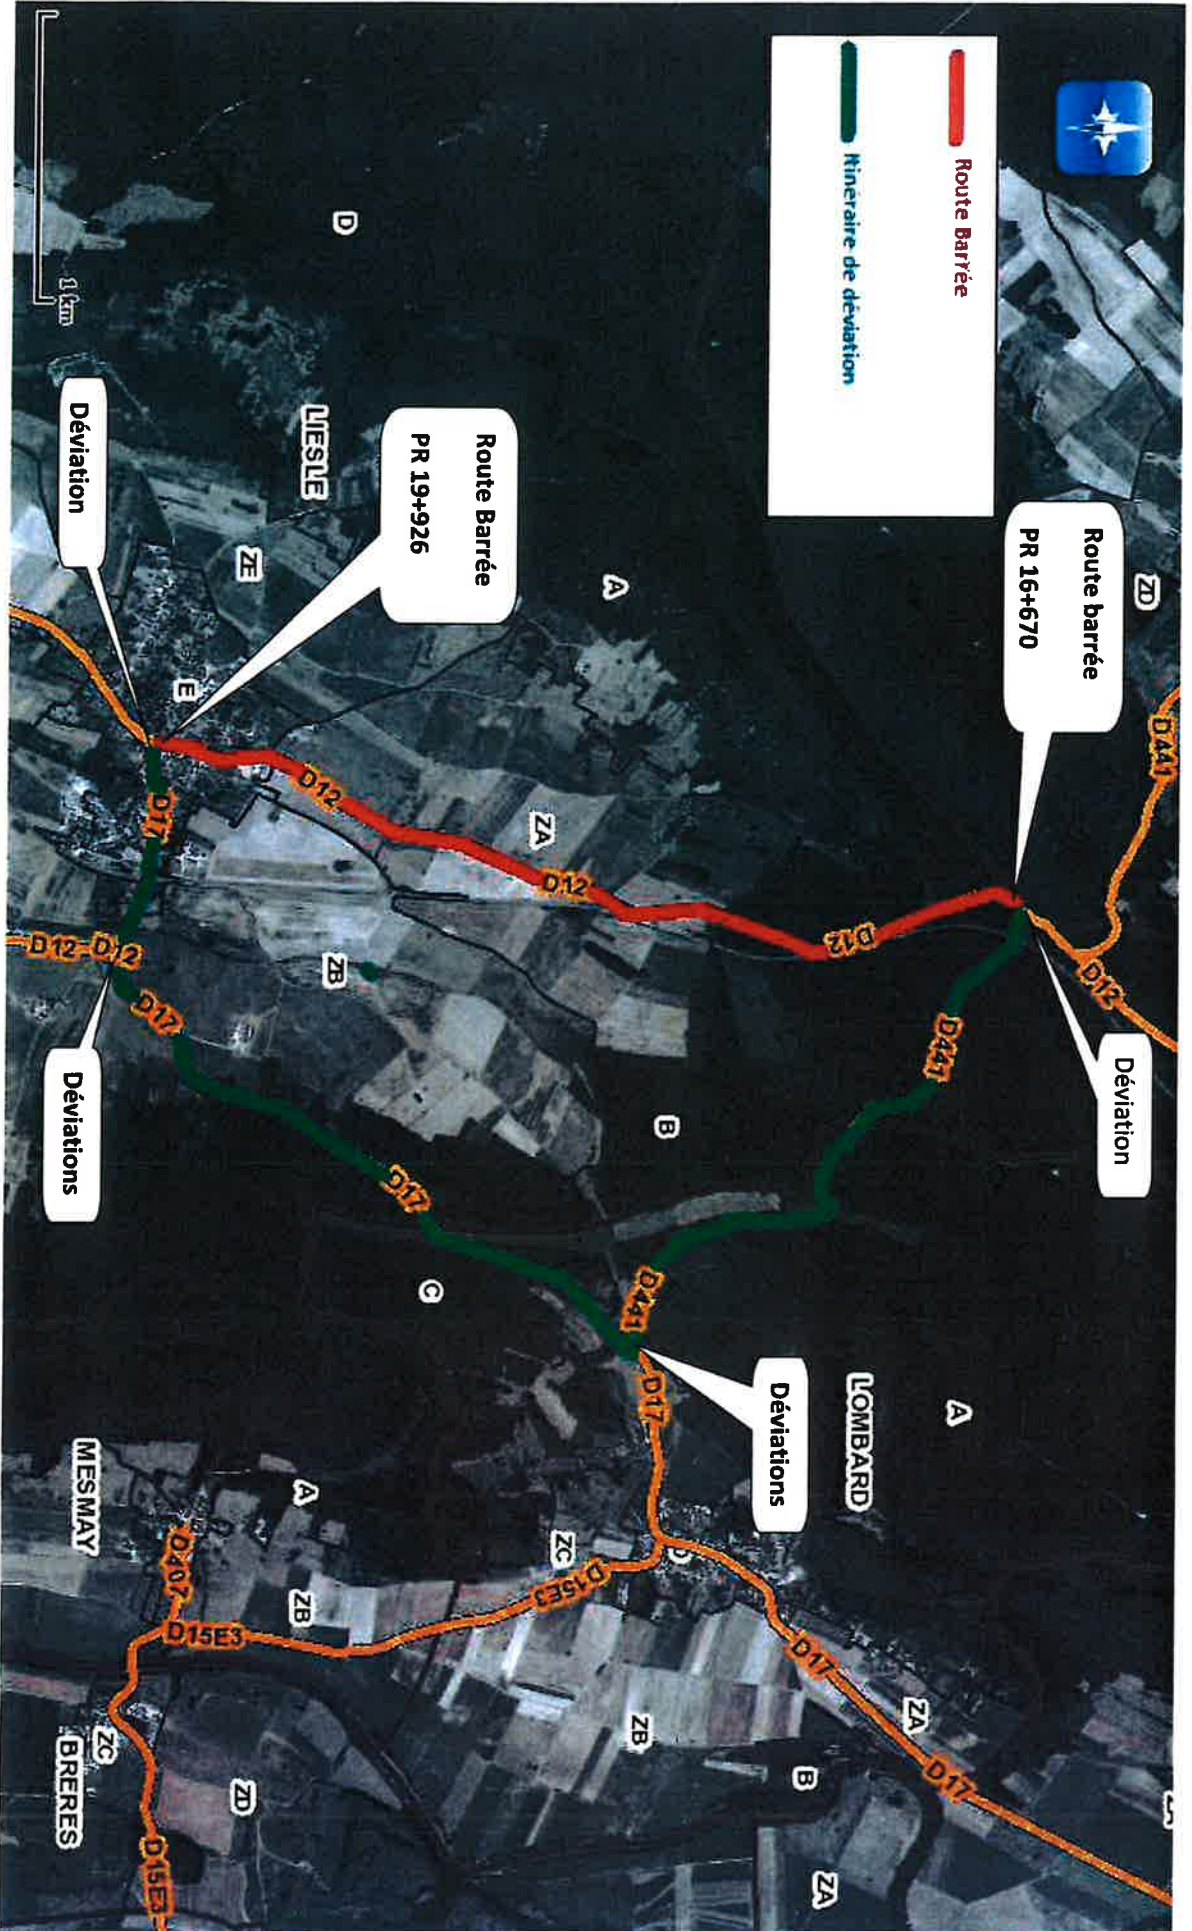 Route Barrée
Itinéraire de déviation
ZD
D441
D12
Route barrée
PR 16+670
Déviation
D441
D12
A
B
D
A
LOMBARD
Route Barrée
PR 19+926
LIESLE
ZE
E
D12
ZA
D12
ZB
D441
Déviations
D17
D17
ZA
D17
B
ZA
ZB
ZC
D15E3
D17
C
Déviation
D17
D12
D12
D17
Déviations
A
ZB
MESMAY
D407
D15E3
ZC
BRERES
ZD
D15E3
1 km